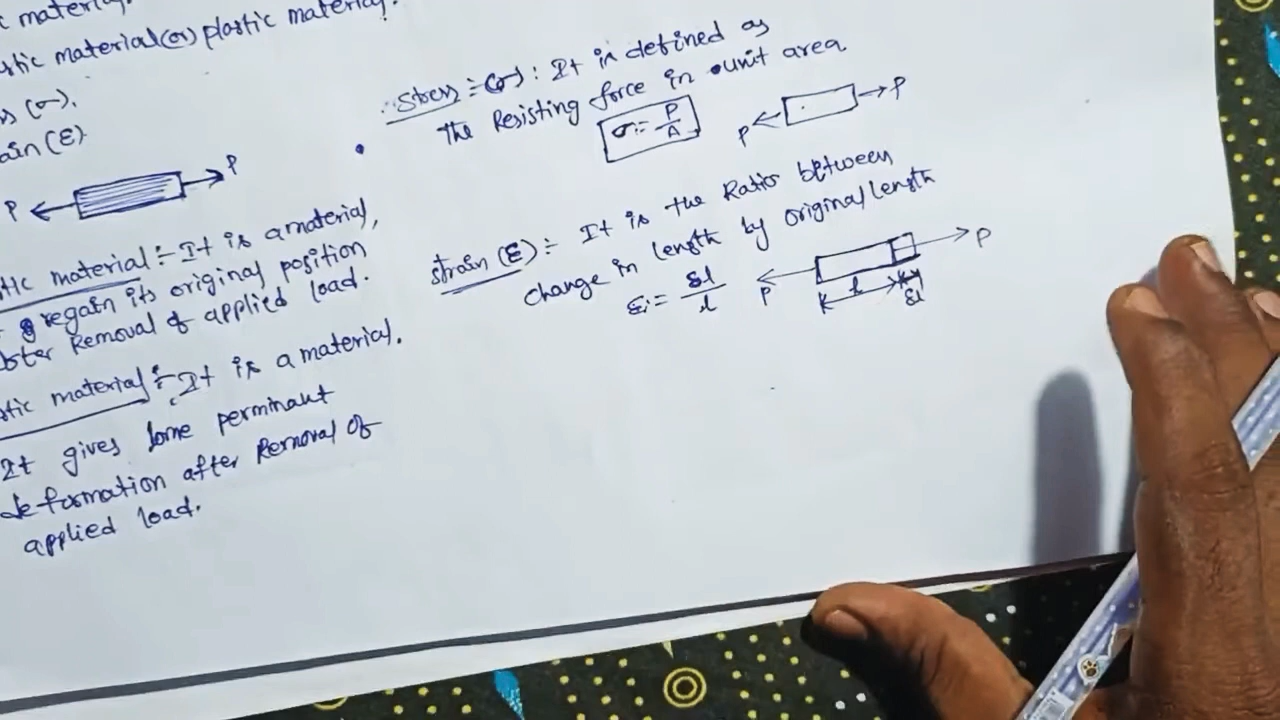 material
material(or) plastic material.
(σ).
(ε)
P
P
material :- It is a material,
regain its original position
Removal of applied load.
material :- It is a material.
It gives some perminant
deformation after Removal of
applied load.
∴ Stress :- (σ) : It is defined as
the Resisting force in unit area
σ = P/A
P
P
strain (ε) :- It is the Ratio between
change in length by original length
ε = δl/l
P
P
l
δl